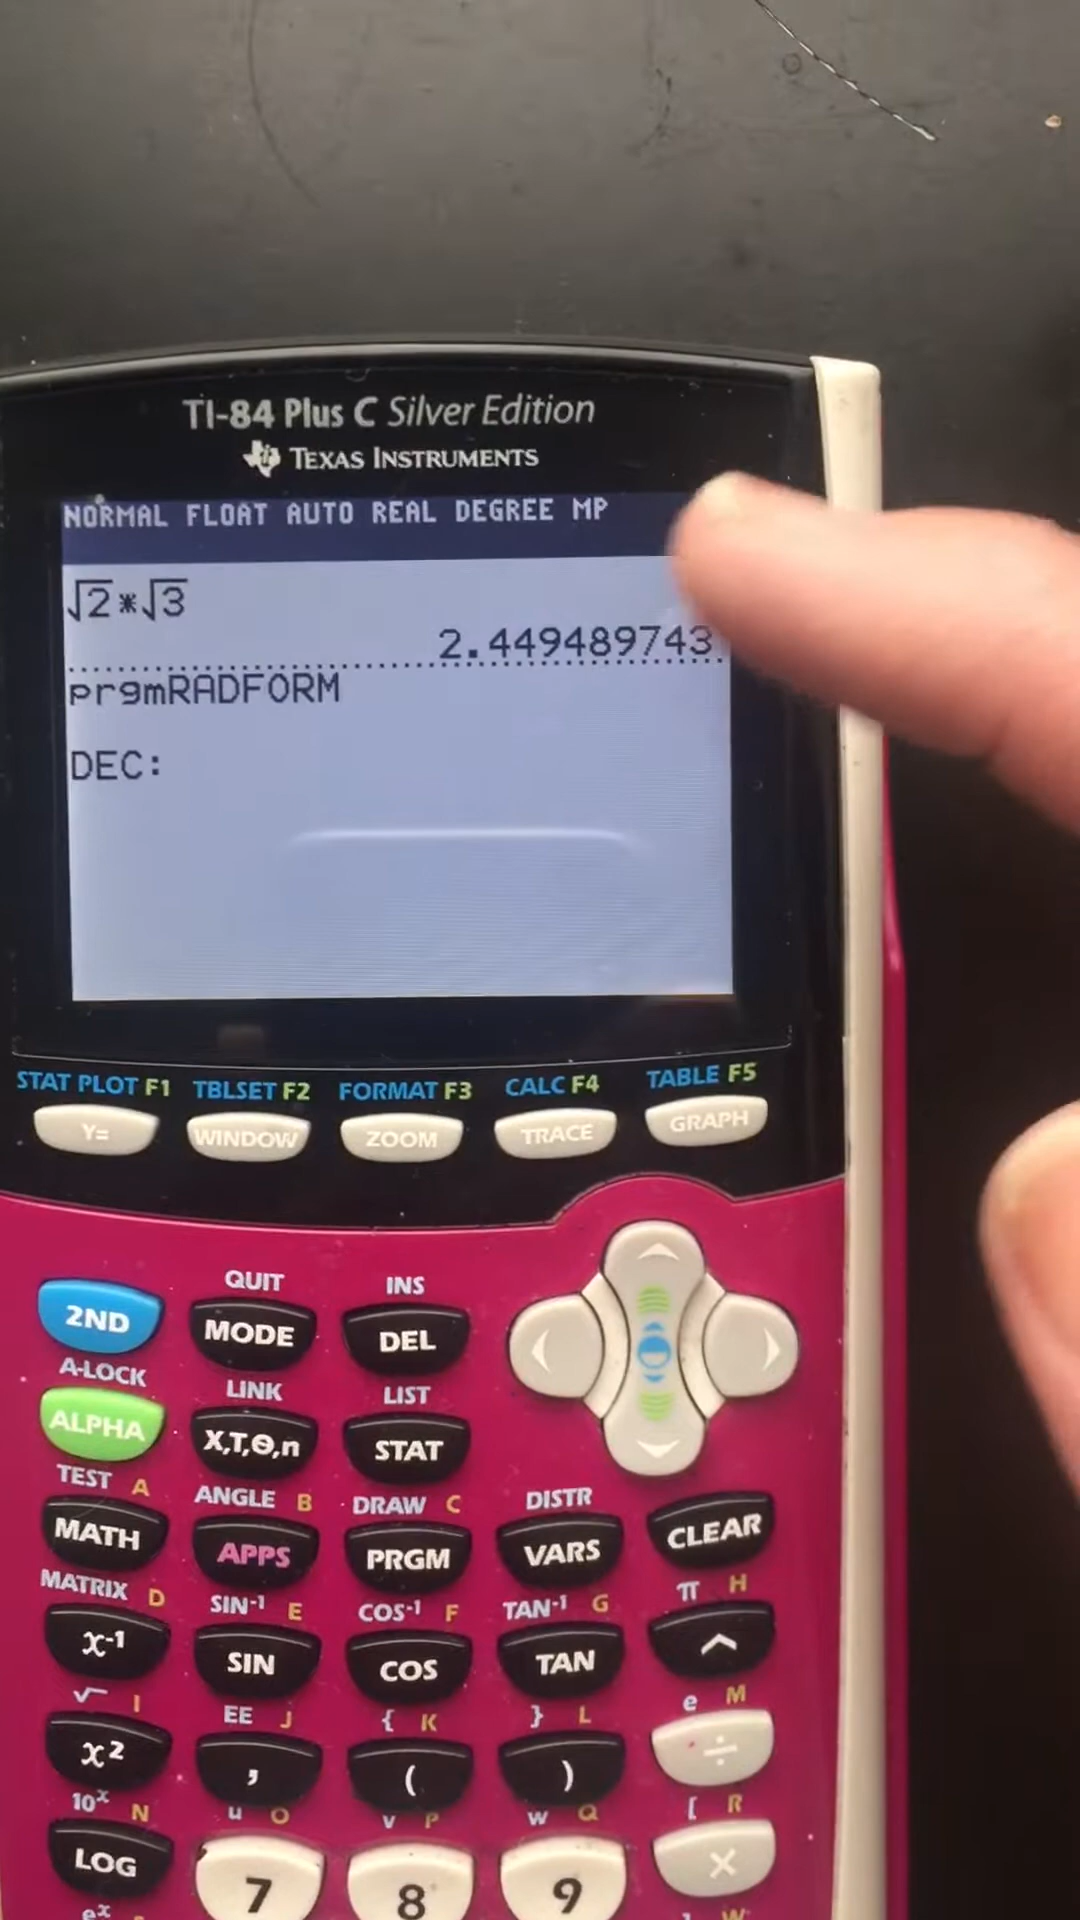 TI-84 Plus C Silver Edition
TEXAS INSTRUMENTS
NORMAL FLOAT AUTO REAL DEGREE MP
√2*√3
2.449489743
prgmRADFORM
DEC:
STAT PLOT F1 TBLSET F2 FORMAT F3 CALC F4 TABLE F5
Y= WINDOW ZOOM TRACE GRAPH
QUIT INS
2ND MODE DEL
A-LOCK LINK LIST
ALPHA X,T,Θ,n STAT
TEST A ANGLE B DRAW C DISTR
MATH APPS PRGM VARS CLEAR
MATRIX D SIN⁻¹ E COS⁻¹ F TAN⁻¹ G π H
x⁻¹ SIN COS TAN ^
√ I EE J { K } L e M
x² , ( ) ÷
10ˣ N u O v P w Q [ R
LOG 7 8 9 ×
eˣ W